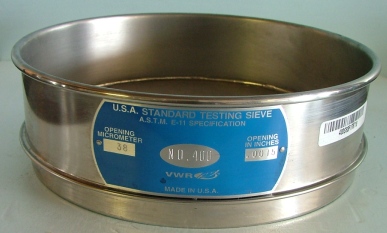 U.S.A. STANDARD TESTING SIEVE
A.S.T.M. E-11 SPECIFICATION
OPENING
MICROMETER
38
NO. 400
OPENING
IN INCHES
.0015
VWR
MADE IN U.S.A.